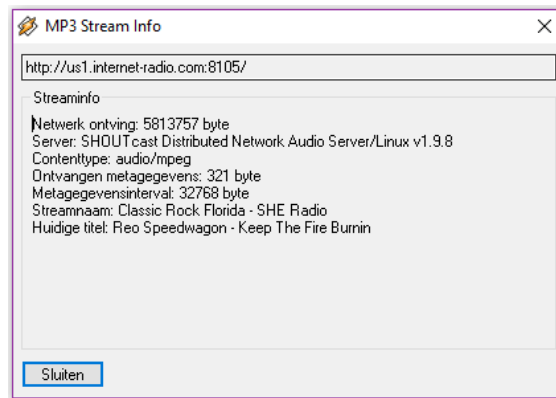 MP3 Stream Info
http://us1.internet-radio.com:8105/
Streaminfo
Netwerk ontving: 5813757 byte
Server: SHOUTcast Distributed Network Audio Server/Linux v1.9.8
Contenttype: audio/mpeg
Ontvangen metagegevens: 321 byte
Metagegevensinterval: 32768 byte
Streamnaam: Classic Rock Florida - SHE Radio
Huidige titel: Reo Speedwagon - Keep The Fire Burnin
Sluiten